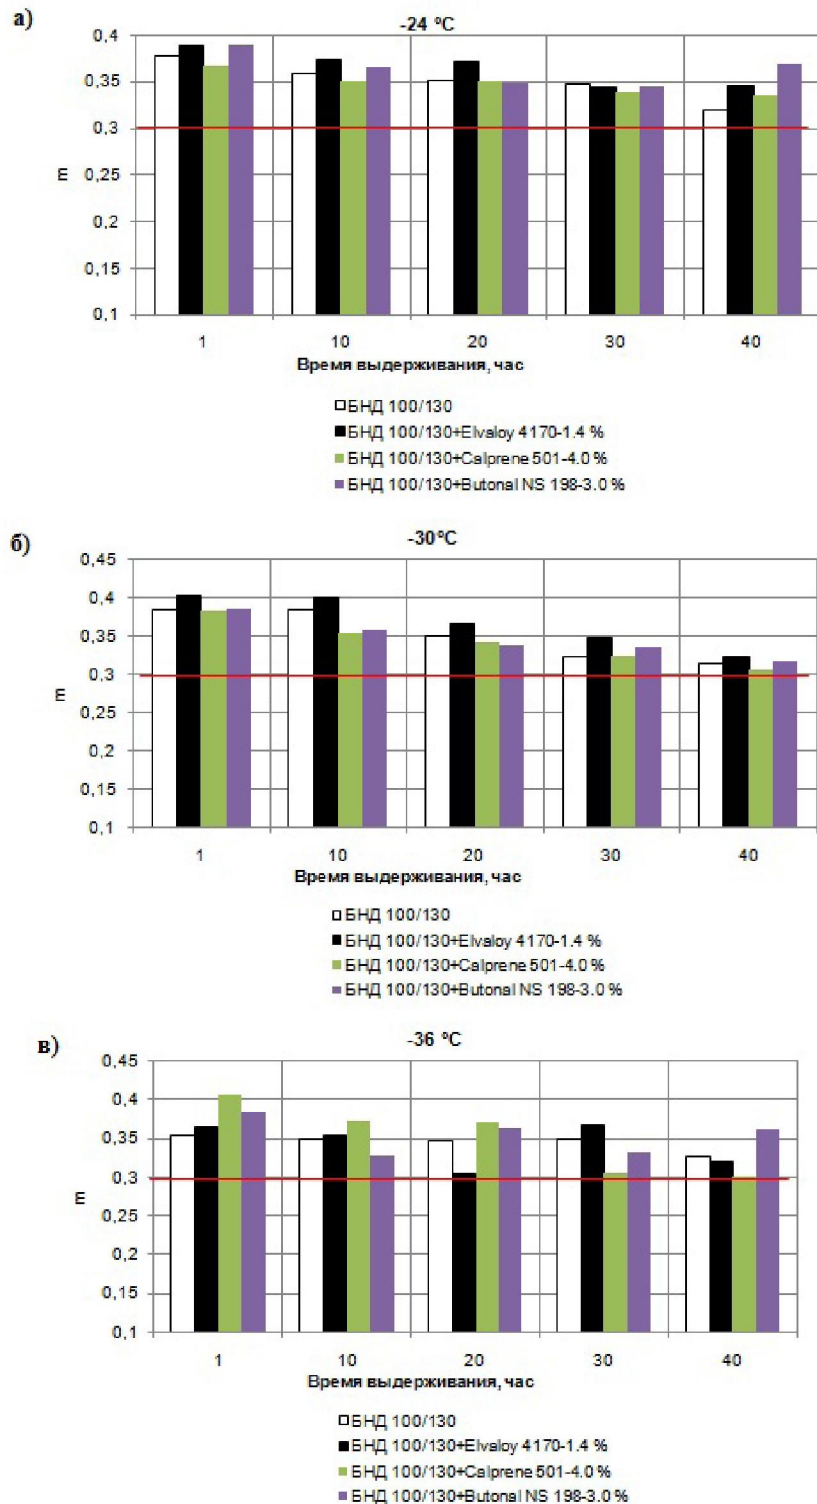 а)
-24 °C
0,4
0,35
0,3
0,25
0,2
0,15
0,1
m
1 10 20 30 40
Время выдерживания, час
БНД 100/130
БНД 100/130+Elvaloy 4170-1.4 %
БНД 100/130+Calprene 501-4.0 %
БНД 100/130+Butonal NS 198-3.0 %
б)
-30°C
0,45
0,4
0,35
0,3
0,25
0,2
0,15
0,1
m
1 10 20 30 40
Время выдерживания, час
БНД 100/130
БНД 100/130+Elvaloy 4170-1.4 %
БНД 100/130+Calprene 501-4.0 %
БНД 100/130+Butonal NS 198-3.0 %
в)
-36 °C
0,45
0,4
0,35
0,3
0,25
0,2
0,15
0,1
m
1 10 20 30 40
Время выдерживания, час
БНД 100/130
БНД 100/130+Elvaloy 4170-1.4 %
БНД 100/130+Calprene 501-4.0 %
БНД 100/130+Butonal NS 198-3.0 %